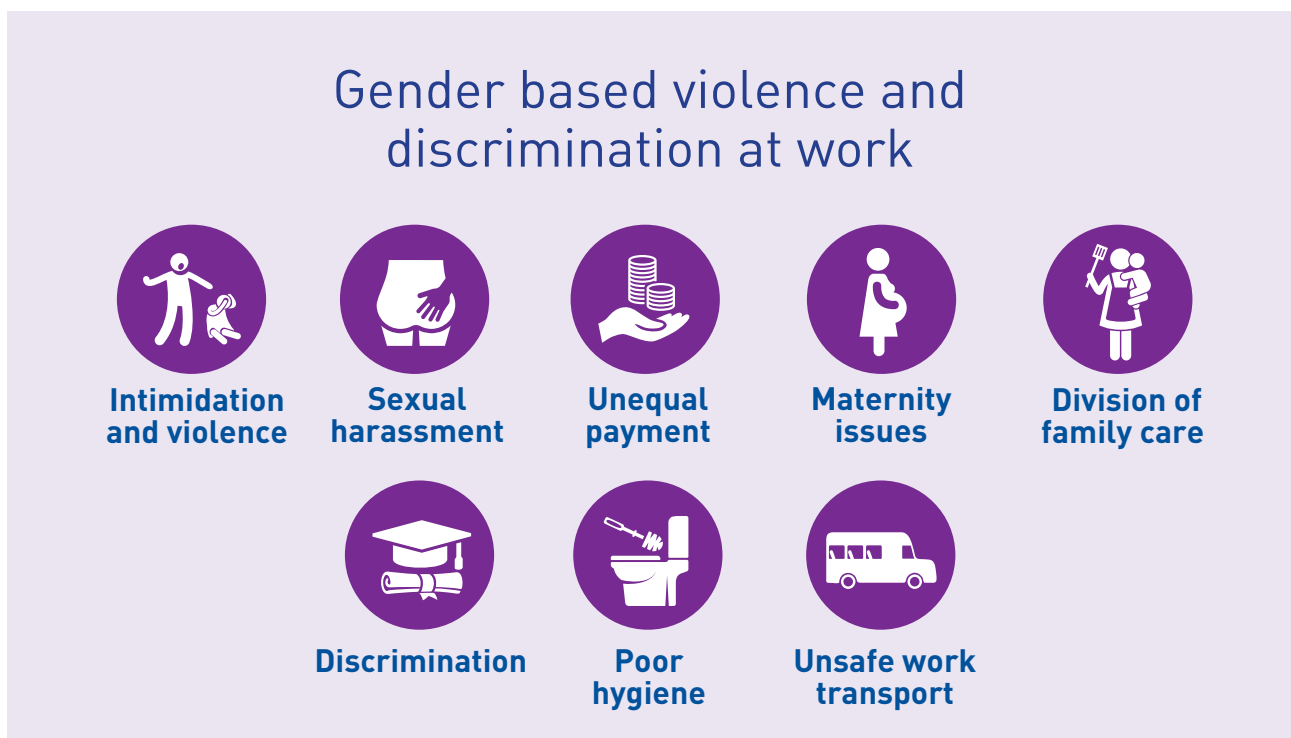 Gender based violence and
discrimination at work
Intimidation
and violence
Sexual
harassment
Unequal
payment
Maternity
issues
Division of
family care
Discrimination
Poor
hygiene
Unsafe work
transport